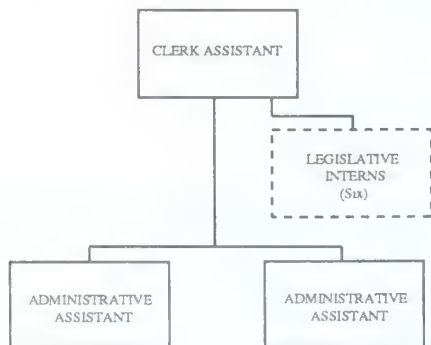 CLERK ASSISTANT
LEGISLATIVE
INTERNS
(SIX)
ADMINISTRATIVE
ASSISTANT
ADMINISTRATIVE
ASSISTANT